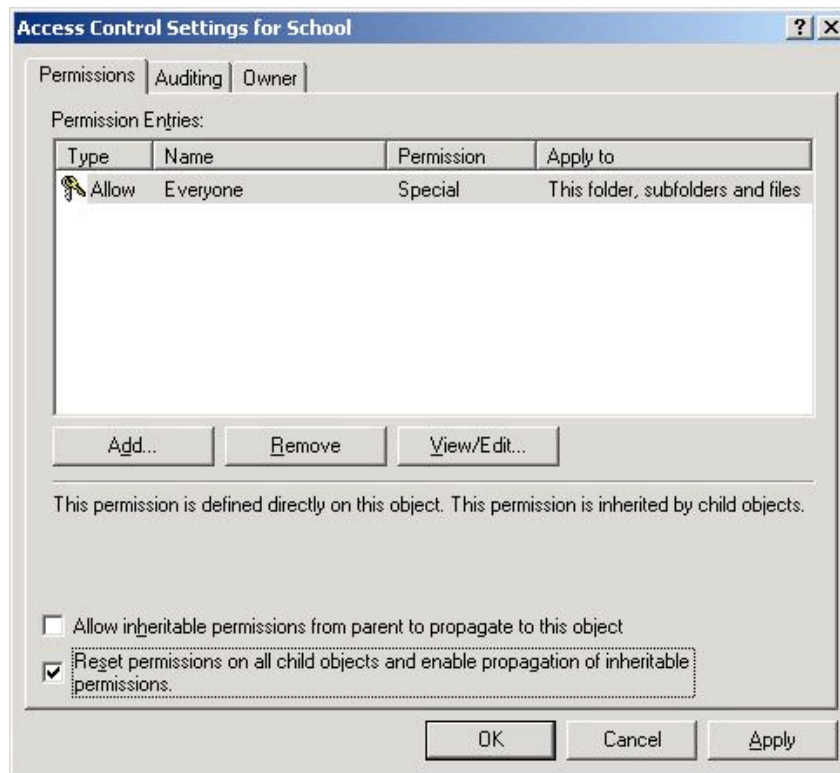 Access Control Settings for School
Permissions Auditing Owner
Permission Entries:
Type Name Permission Apply to
Allow Everyone Special This folder, subfolders and files
Add... Remove View/Edit...
This permission is defined directly on this object. This permission is inherited by child objects.
Allow inheritable permissions from parent to propagate to this object
Reset permissions on all child objects and enable propagation of inheritable
permissions.
OK Cancel Apply